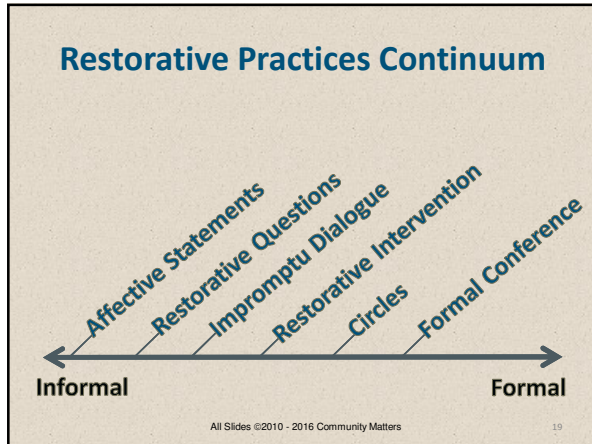 Restorative Practices Continuum
Affective Statements
Restorative Questions
Impromptu Dialogue
Restorative Intervention
Circles
Formal Conference
Informal
Formal
All Slides ©2010 - 2016 Community Matters
19